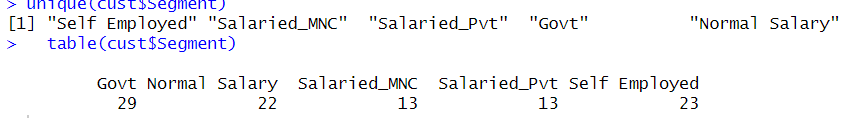 > unique(cust$Segment)
[1] "Self Employed" "Salaried_MNC"  "Salaried_Pvt"  "Govt"          "Normal Salary"
>   table(cust$Segment)
         Govt Normal Salary  Salaried_MNC  Salaried_Pvt Self Employed
           29            22            13            13            23